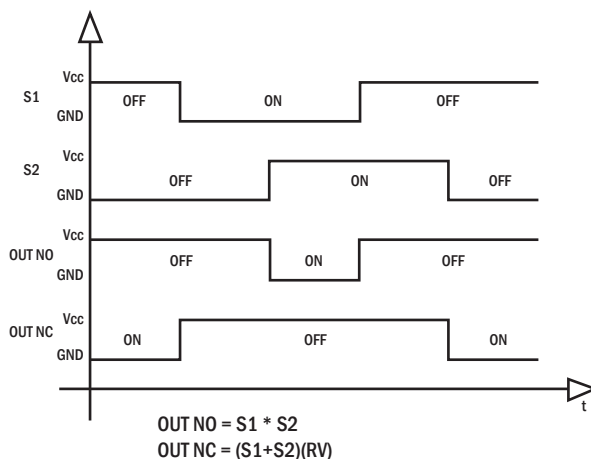 Vcc
S1
OFF ON OFF
GND
Vcc
S2
OFF ON OFF
GND
Vcc
OUT NO
OFF ON OFF
GND
Vcc
OUT NC
ON OFF ON
GND
t
OUT NO = S1 * S2
OUT NC = (S1+S2)(RV)